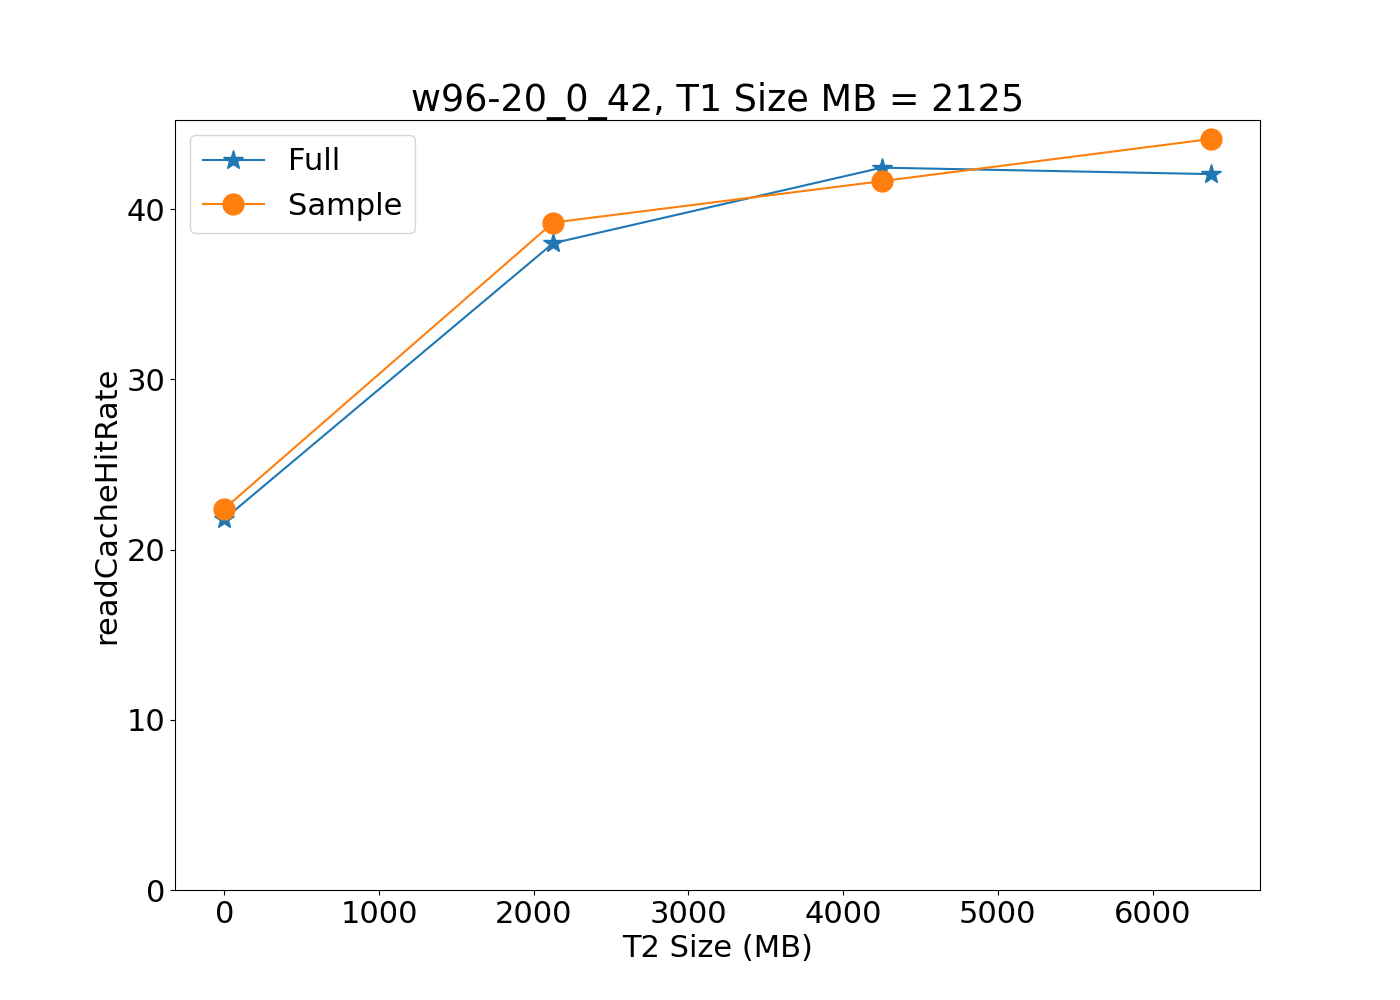 w96-20_0_42, T1 Size MB = 2125
Full
Sample
40
30
20
10
0
readCacheHitRate
0 1000 2000 3000 4000 5000 6000
T2 Size (MB)